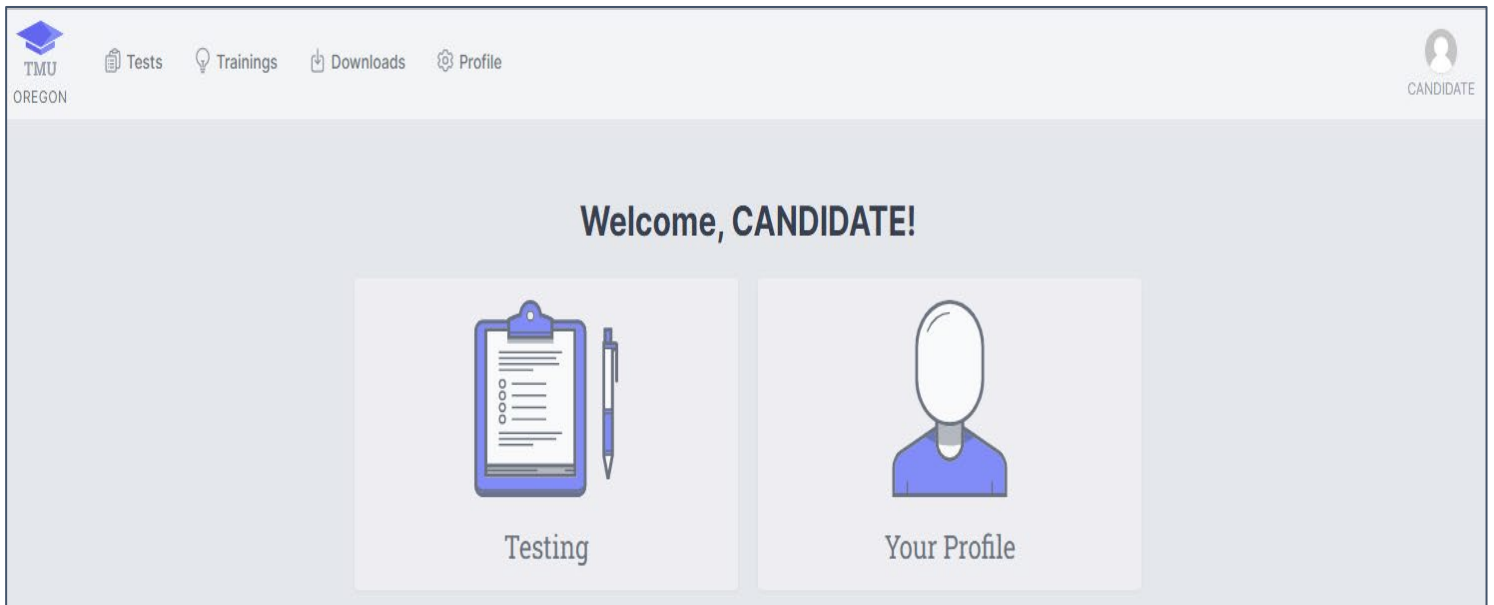 TMU
OREGON
Tests
Trainings
Downloads
Profile
CANDIDATE
Welcome, CANDIDATE!
Testing
Your Profile